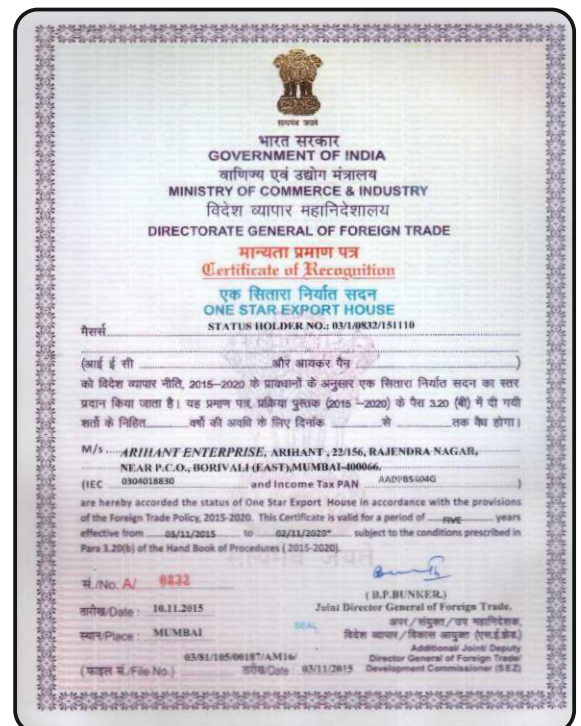 सत्यमेव जयते
भारत सरकार
GOVERNMENT OF INDIA
वाणिज्य एवं उद्योग मंत्रालय
MINISTRY OF COMMERCE & INDUSTRY
विदेश व्यापार महानिदेशालय
DIRECTORATE GENERAL OF FOREIGN TRADE
मान्यता प्रमाण पत्र
Certificate of Recognition
एक सितारा निर्यात सदन
ONE STAR EXPORT HOUSE
मैसर्स STATUS HOLDER NO.: 03/1/0832/151110
(आई ई सी और आयकर पैन )
को विदेश व्यापार नीति, 2015–2020 के प्रावधानों के अनुसार एक सितारा निर्यात सदन का स्तर
प्रदान किया जाता है। यह प्रमाण पत्र, प्रक्रिया पुस्तक (2015 –2020) के पैरा 3.20 (बी) में दी गयी
शर्तो के निहित वर्षो की अवधि के लिए दिनांक से तक वैध होगा।
M/s ARIHANT ENTERPRISE, ARIHANT , 22/156, RAJENDRA NAGAR,
NEAR P.C.O., BORIVALI (EAST),MUMBAI-400066.
(IEC 0304018830 and Income Tax PAN )
are hereby accorded the status of One Star Export House in accordance with the provisions
of the Foreign Trade Policy, 2015-2020. This Certificate is valid for a period of FIVE years
effective from 03/11/2015 to 02/11/2020* subject to the conditions prescribed in
Para 3.20(b) of the Hand Book of Procedures ( 2015-2020).
सत्यमेव जयते
सं./No. A/ 0832
( B.P.BUNKER.)
तारीख/Date : 10.11.2015 Joint Director General of Foreign Trade.
अपर/संयुक्त/उप महानिदेशक,
स्थान/Place : MUMBAI SEAL विदेश व्यापार/विकास आयुक्त (एस.ई.झेड.)
Additional/ Joint/ Deputy
03/81/105/00187/AM16/ Director General of Foreign Trade/
(फाइल सं./File No.) तारीख/Date : 03/11/2015 Development Commissioner (SEZ)